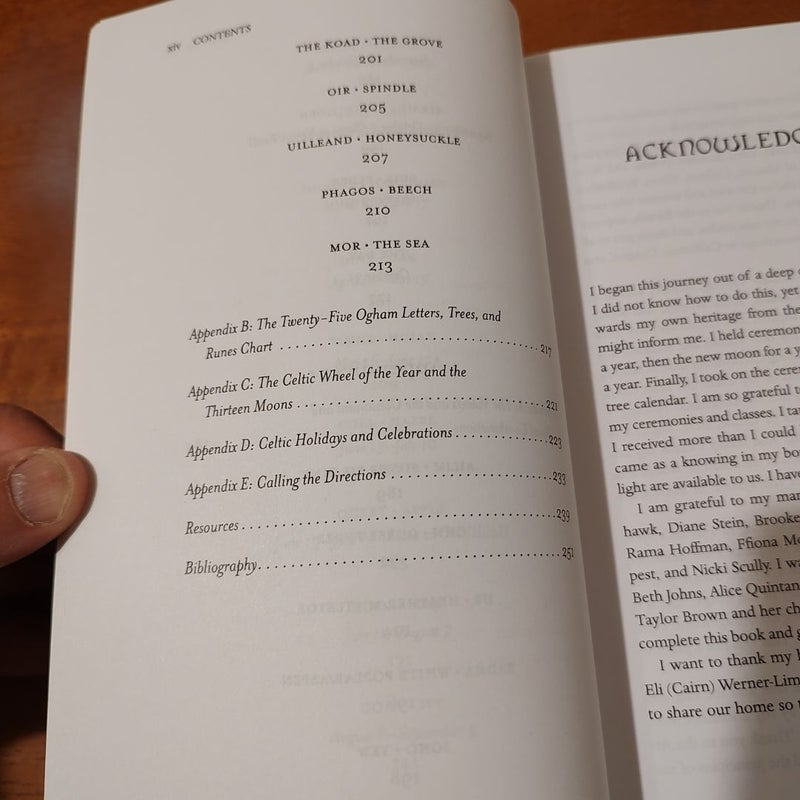 xiv CONTENTS
THE KOAD • THE GROVE
201
OIR • SPINDLE
205
UILLEAND • HONEYSUCKLE
207
PHAGOS • BEECH
210
MOR • THE SEA
213
Appendix B: The Twenty-Five Ogham Letters, Trees, and
Runes Chart . . . . . . . . . . . . . . . . . . . . . . . . . . . . . . . . . . . . . 217
Appendix C: The Celtic Wheel of the Year and the
Thirteen Moons . . . . . . . . . . . . . . . . . . . . . . . . . . . . . . . . . . . 221
Appendix D: Celtic Holidays and Celebrations . . . . . . . . . . . . . . . 223
Appendix E: Calling the Directions . . . . . . . . . . . . . . . . . . . . . . . 233
Resources . . . . . . . . . . . . . . . . . . . . . . . . . . . . . . . . . . . . . . . . . 239
Bibliography. . . . . . . . . . . . . . . . . . . . . . . . . . . . . . . . . . . . . . . 251
ACKNOWLEDG
I began this journey out of a deep
I did not know how to do this, yet
wards my own heritage from the
might inform me. I held ceremon
a year, then the new moon for a y
a year. Finally, I took on the cere
tree calendar. I am so grateful t
my ceremonies and classes. I
I received more than I could
came as a knowing in my bo
light are available to us. I have
I am grateful to my
hawk, Diane Stein, Brooke
Rama Hoffman, Ffiona M
pest, and Nicki Scully. I wa
Beth Johns, Alice Quintan
Taylor Brown and her ch
complete this book and g
I want to thank my
Eli (Cairn) Werner-Lim
to share our home so